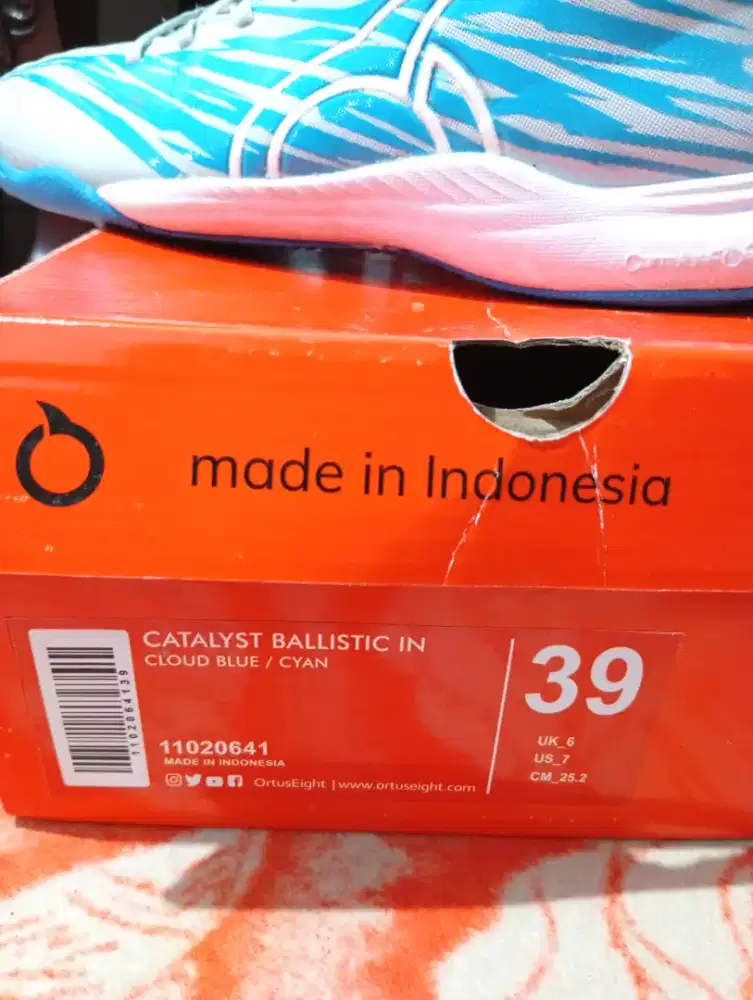 made in Indonesia
CATALYST BALLISTIC IN
CLOUD BLUE / CYAN
1102064139
11020641
MADE IN INDONESIA
OrtusEight | www.ortuseight.com
39
UK_6
US_7
CM_25.2